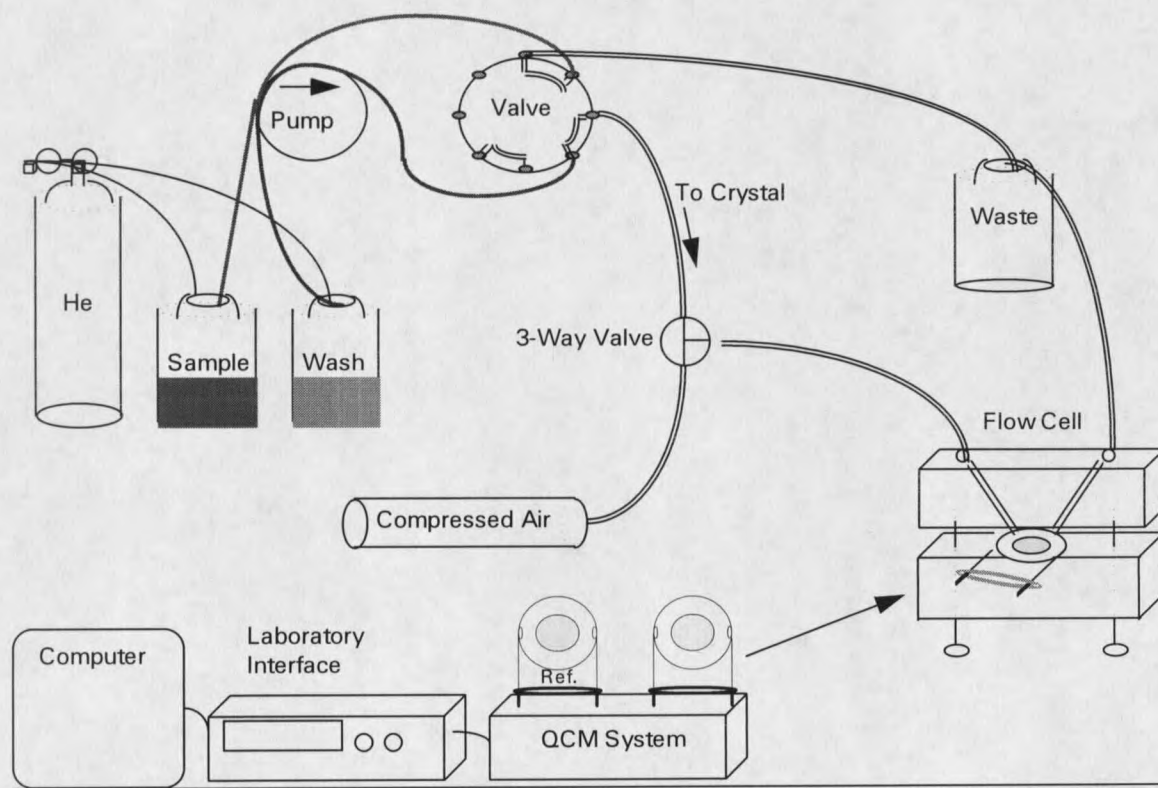 Pump
Valve
He
Sample
Wash
To Crystal
Waste
3-Way Valve
Flow Cell
Compressed Air
Computer
Laboratory
Interface
Ref.
QCM System